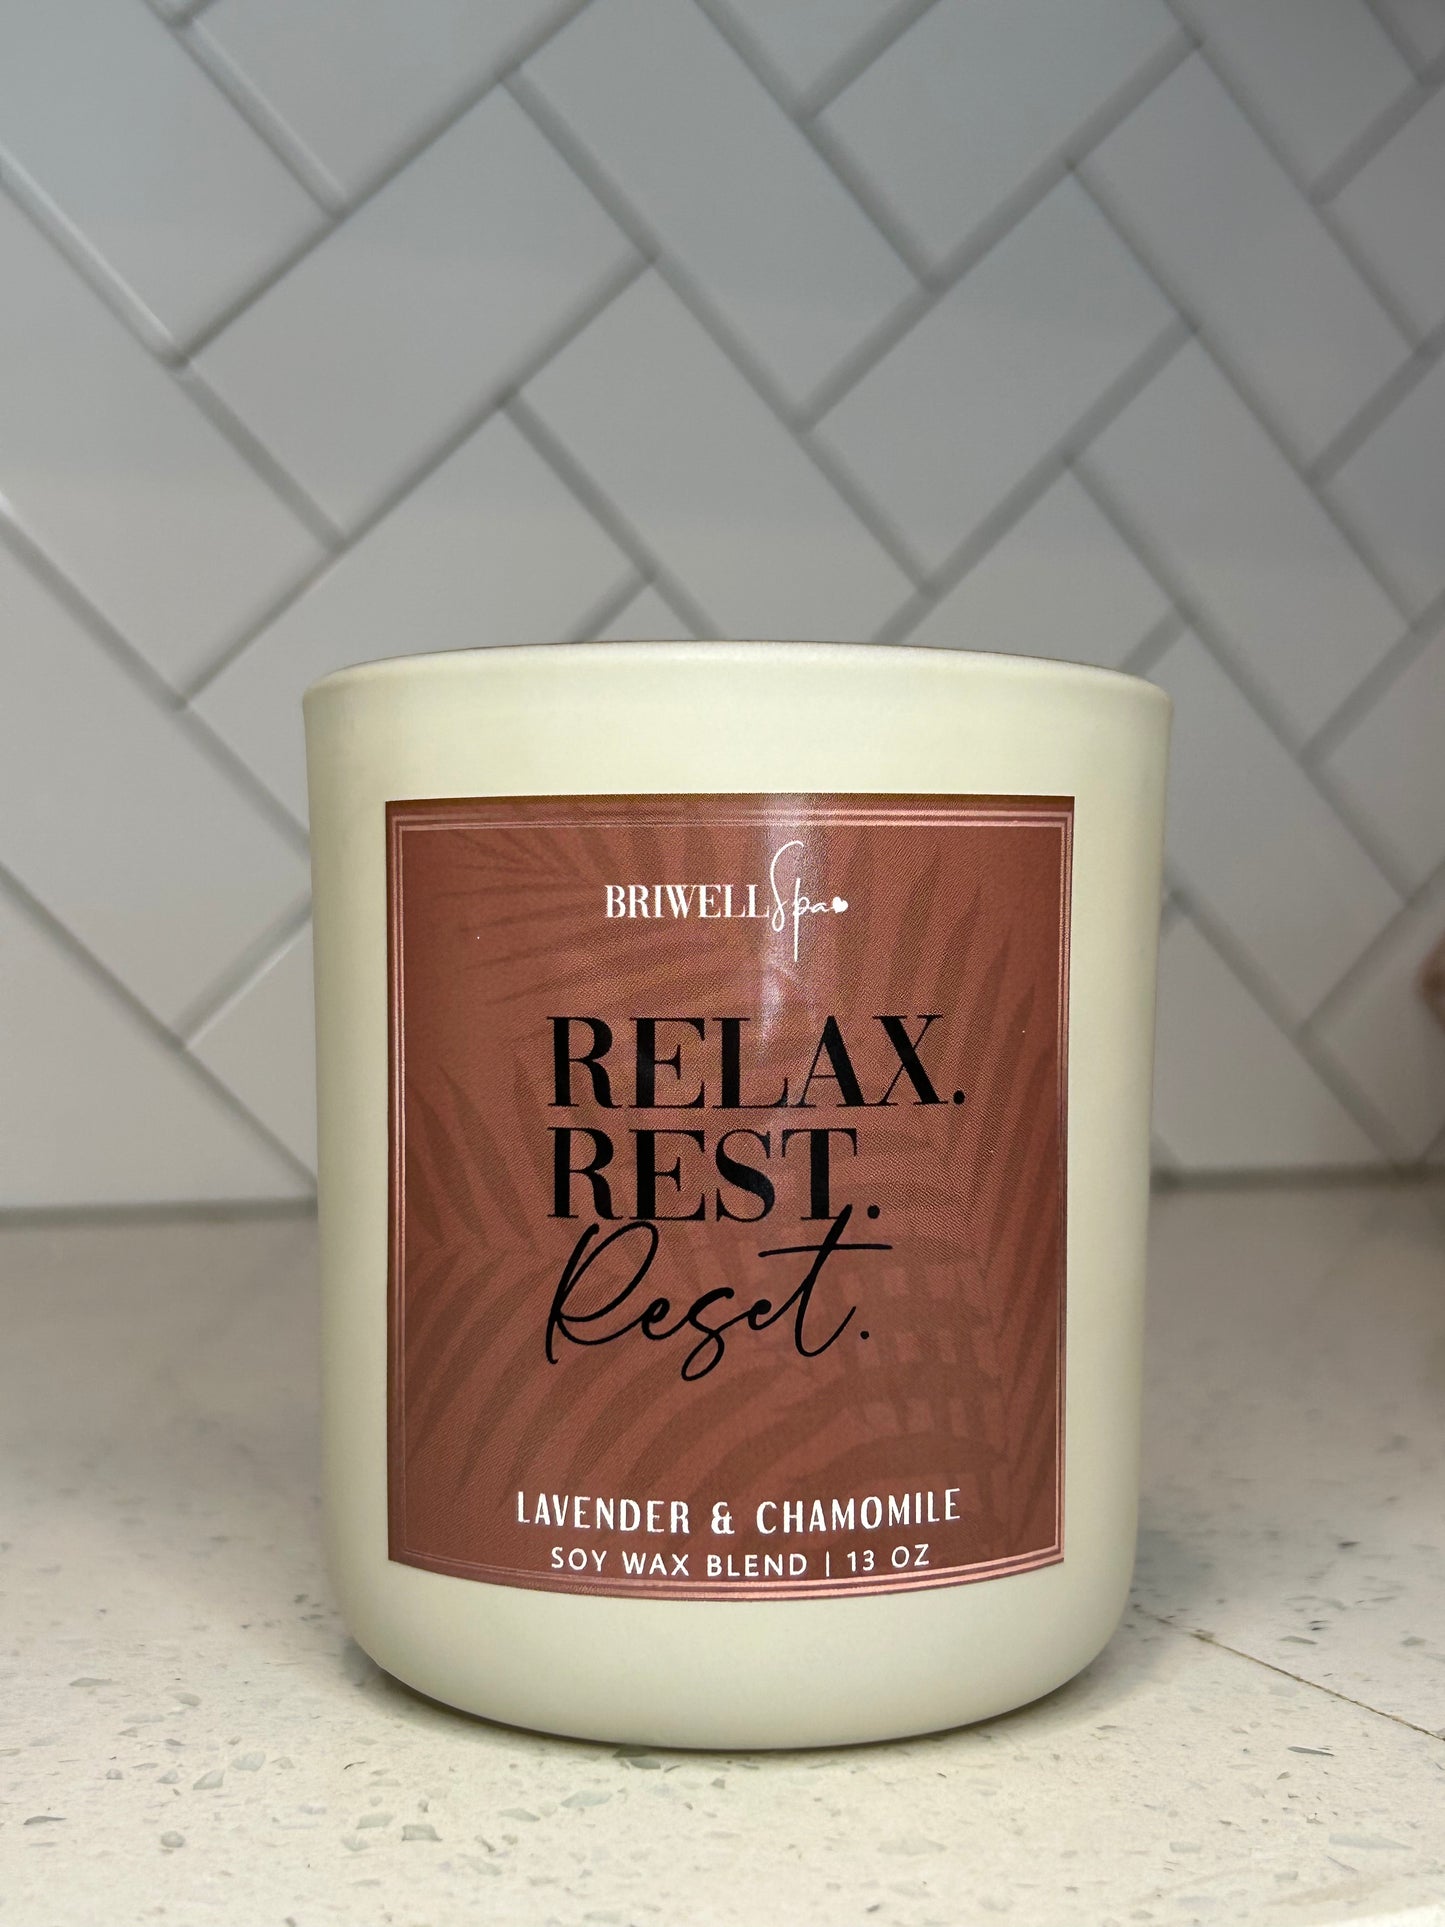 BRIWELL Spa
RELAX.
REST.
Reset.
LAVENDER & CHAMOMILE
SOY WAX BLEND | 13 OZ